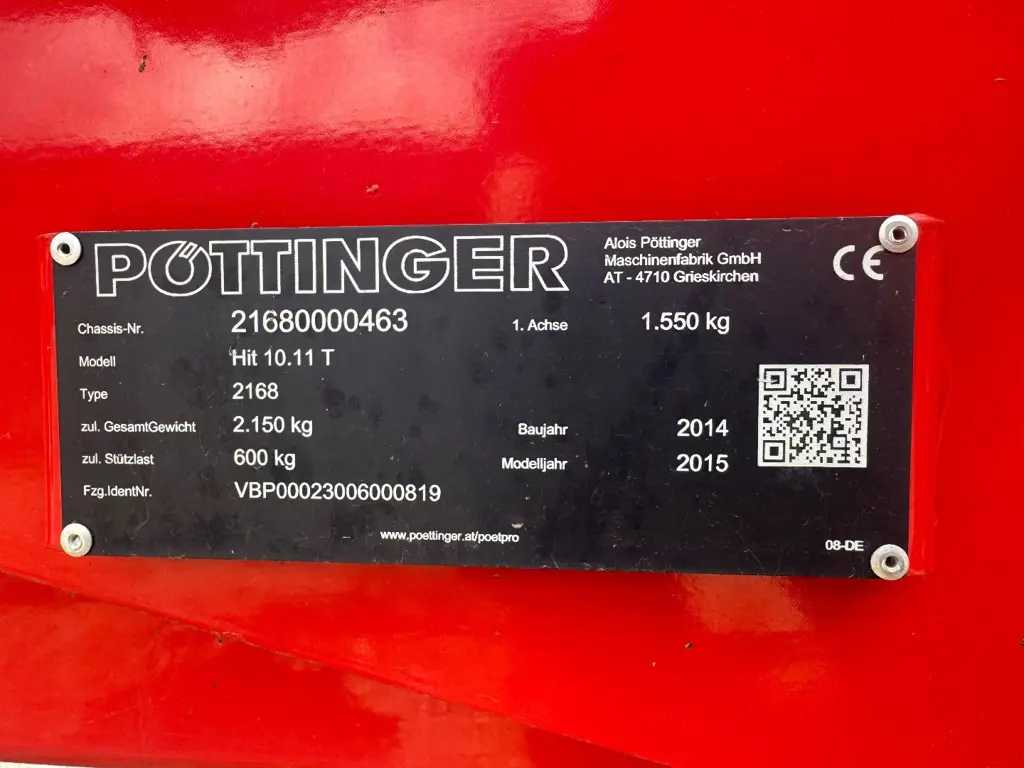 PÖTTINGER
Alois Pöttinger
Maschinenfabrik GmbH
AT - 4710 Grieskirchen
CE
Chassis-Nr. 21680000463 1. Achse 1.550 kg
Modell Hit 10.11 T
Type 2168
zul. GesamtGewicht 2.150 kg Baujahr 2014
zul. Stützlast 600 kg Modelljahr 2015
Fzg.IdentNr. VBP00023006000819
www.poettinger.at/poetpro 08-DE